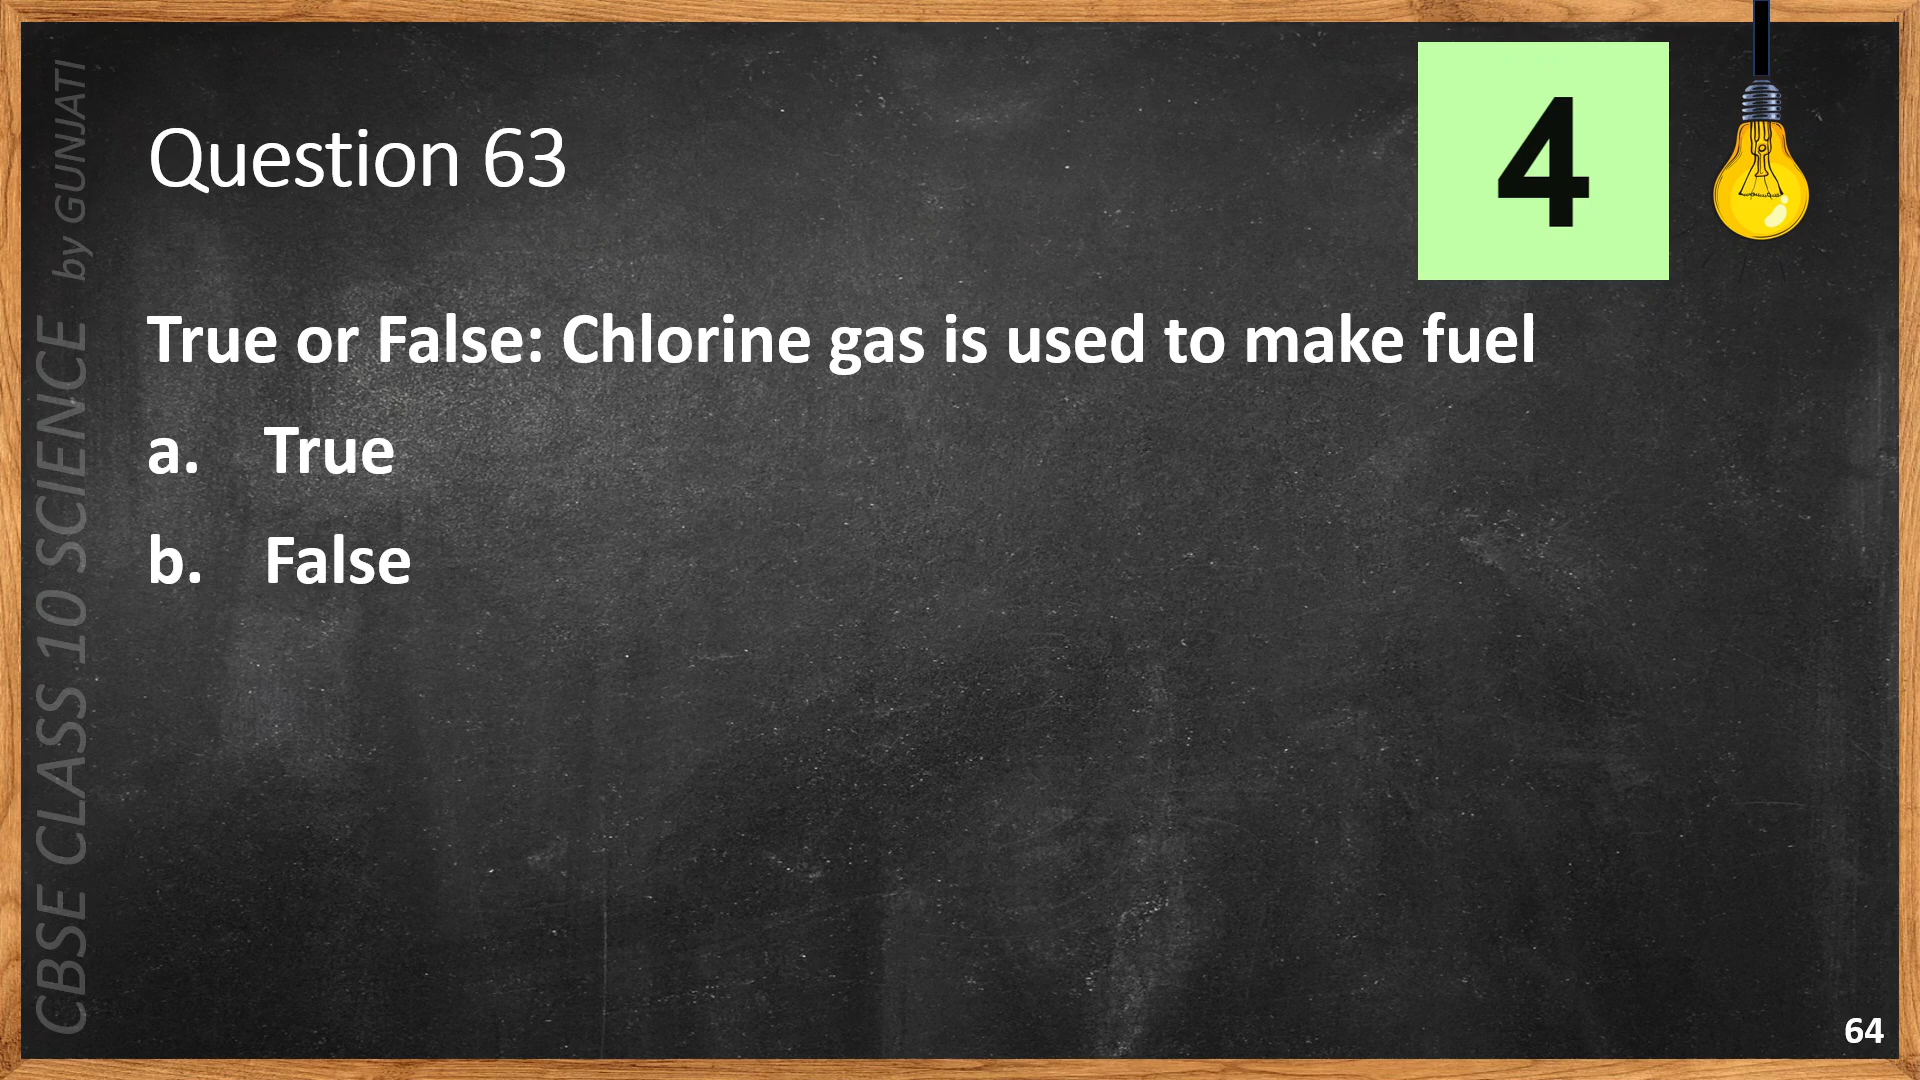 CBSE CLASS 10 SCIENCE by GUNJATI
Question 63
4
True or False: Chlorine gas is used to make fuel
a. True
b. False
64